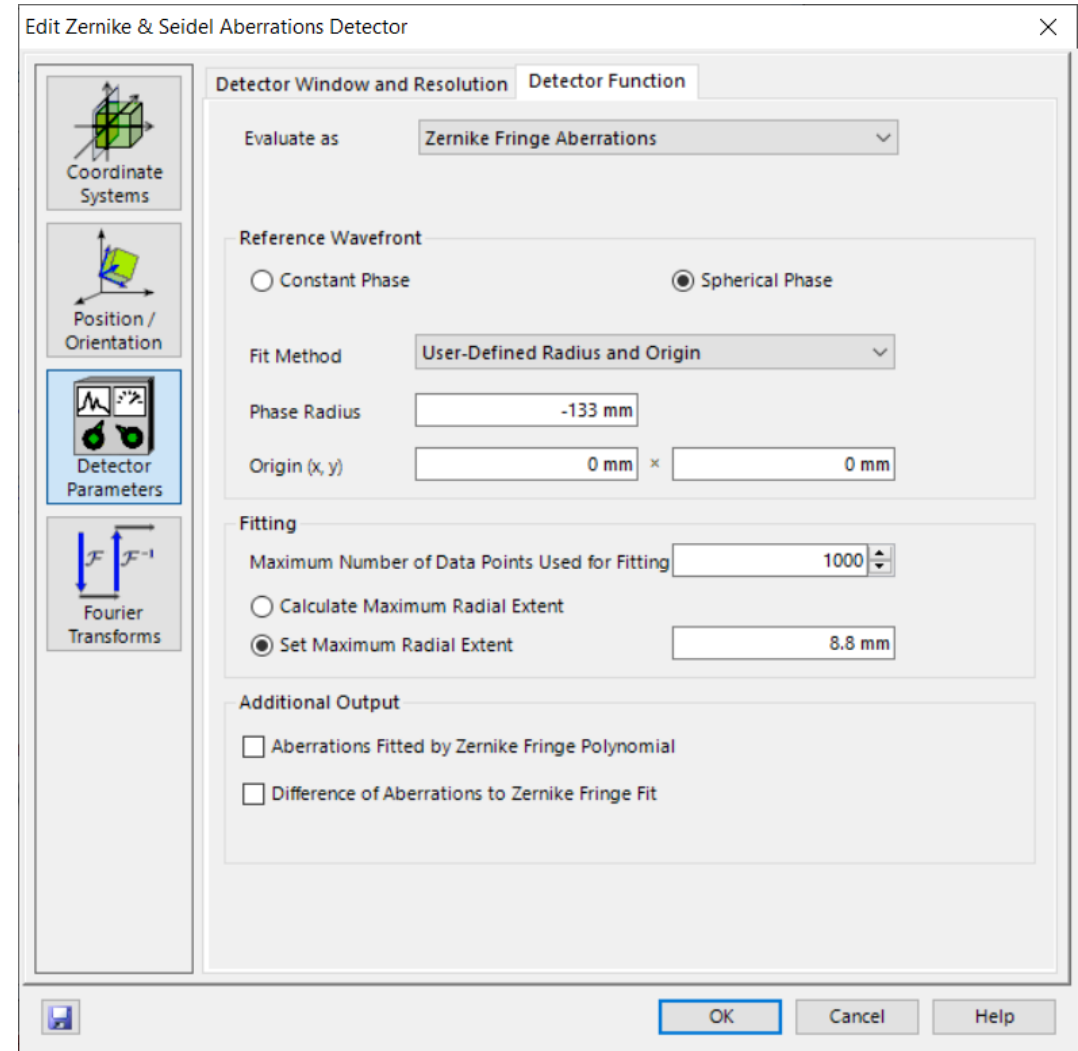 Edit Zernike & Seidel Aberrations Detector
Coordinate
Systems
Position /
Orientation
Detector
Parameters
ℱ ℱ⁻¹
Fourier
Transforms
Detector Window and Resolution Detector Function
Evaluate as Zernike Fringe Aberrations
Reference Wavefront
Constant Phase Spherical Phase
Fit Method User-Defined Radius and Origin
Phase Radius -133 mm
Origin (x, y) 0 mm × 0 mm
Fitting
Maximum Number of Data Points Used for Fitting 1000
Calculate Maximum Radial Extent
Set Maximum Radial Extent 8.8 mm
Additional Output
Aberrations Fitted by Zernike Fringe Polynomial
Difference of Aberrations to Zernike Fringe Fit
OK Cancel Help